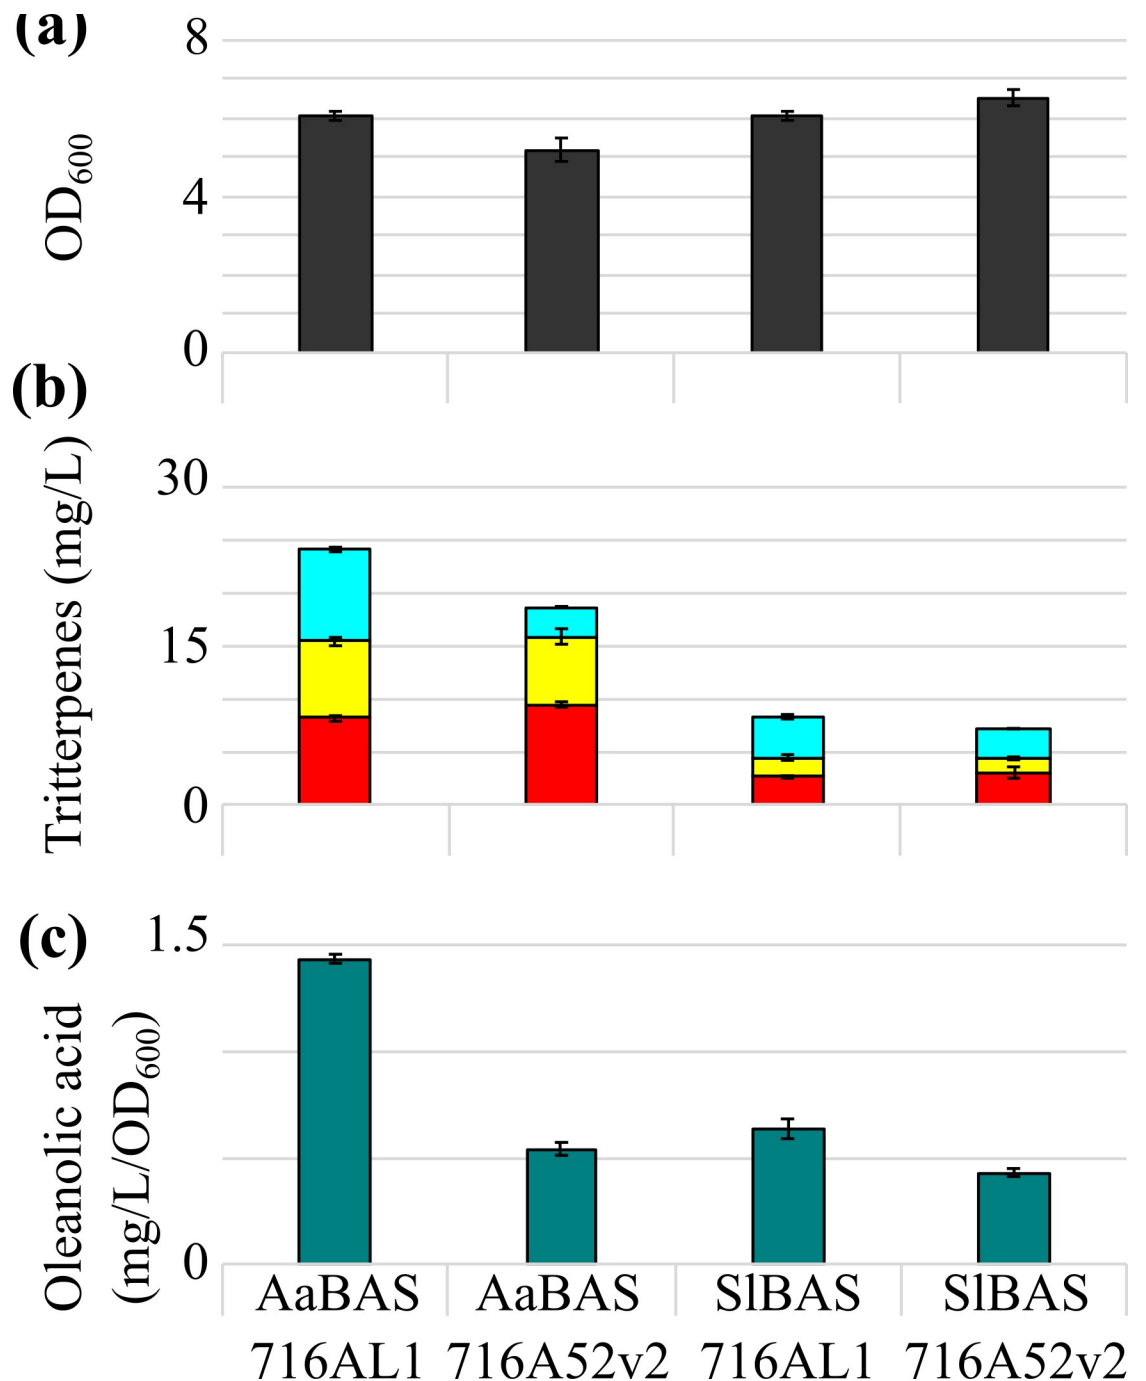 (a)
8
4
0
OD600
(b)
30
15
0
Tritterpenes (mg/L)
(c)
1.5
0
Oleanolic acid
(mg/L/OD600)
AaBAS AaBAS SlBAS SlBAS
716AL1 716A52v2 716AL1 716A52v2